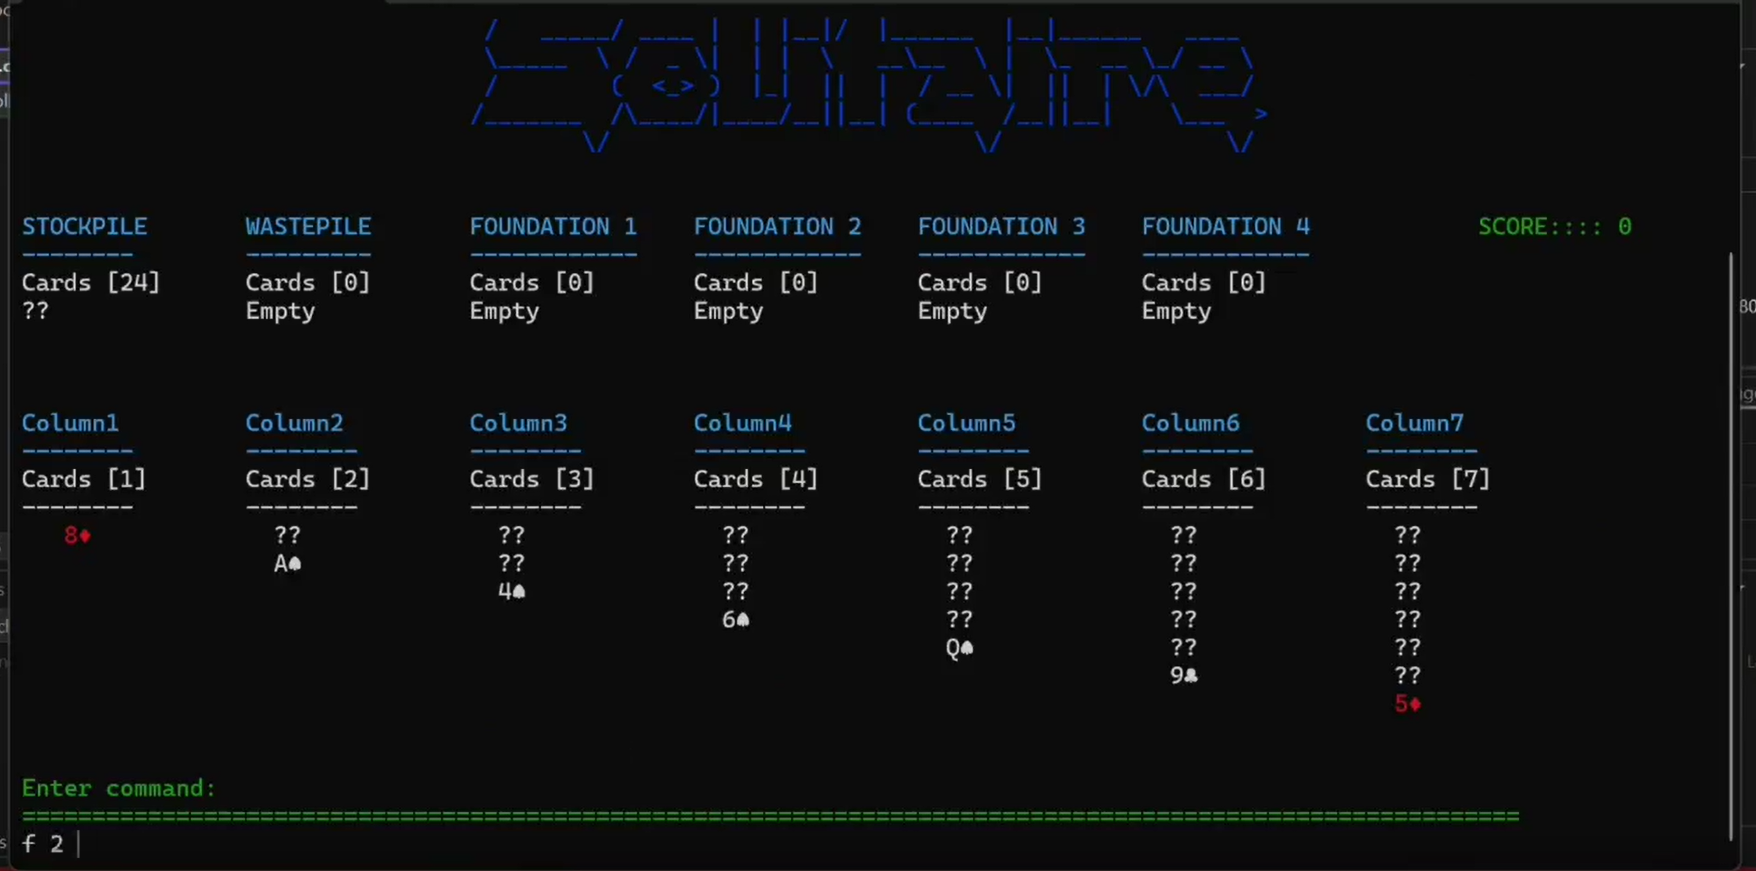 Solitaire
STOCKPILE WASTEPILE FOUNDATION 1 FOUNDATION 2 FOUNDATION 3 FOUNDATION 4 SCORE:::: 0
Cards [24] Cards [0] Cards [0] Cards [0] Cards [0] Cards [0]
?? Empty Empty Empty Empty Empty
Column1 Column2 Column3 Column4 Column5 Column6 Column7
Cards [1] Cards [2] Cards [3] Cards [4] Cards [5] Cards [6] Cards [7]
8♦ ?? ?? ?? ?? ?? ??
A♠ ?? ?? ?? ?? ??
4♠ ?? ?? ?? ??
6♠ ?? ?? ??
Q♠ ?? ??
9♣ ??
5♦
Enter command:
f 2